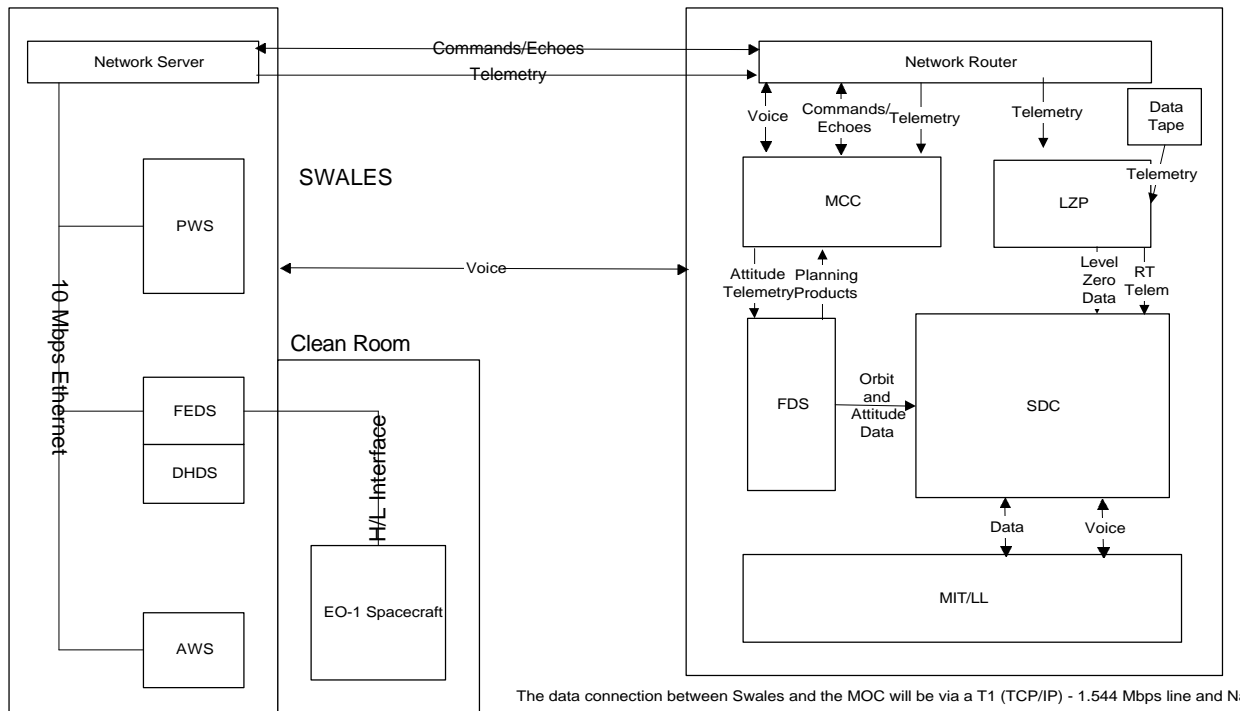 Network Server
Commands/Echoes
Telemetry
SWALES
PWS
10 Mbps Ethernet
Voice
Clean Room
FEDS
DHDS
H/L Interface
EO-1 Spacecraft
AWS
Network Router
Voice
Commands/
Echoes
Telemetry
Telemetry
Data
Tape
Telemetry
MCC
LZP
Attitude
Telemetry
Planning
Products
Level
Zero
Data
RT
Telem
FDS
Orbit
and
Attitude
Data
SDC
Data
Voice
MIT/LL
The data connection between Swales and the MOC will be via a T1 (TCP/IP) - 1.544 Mbps line and